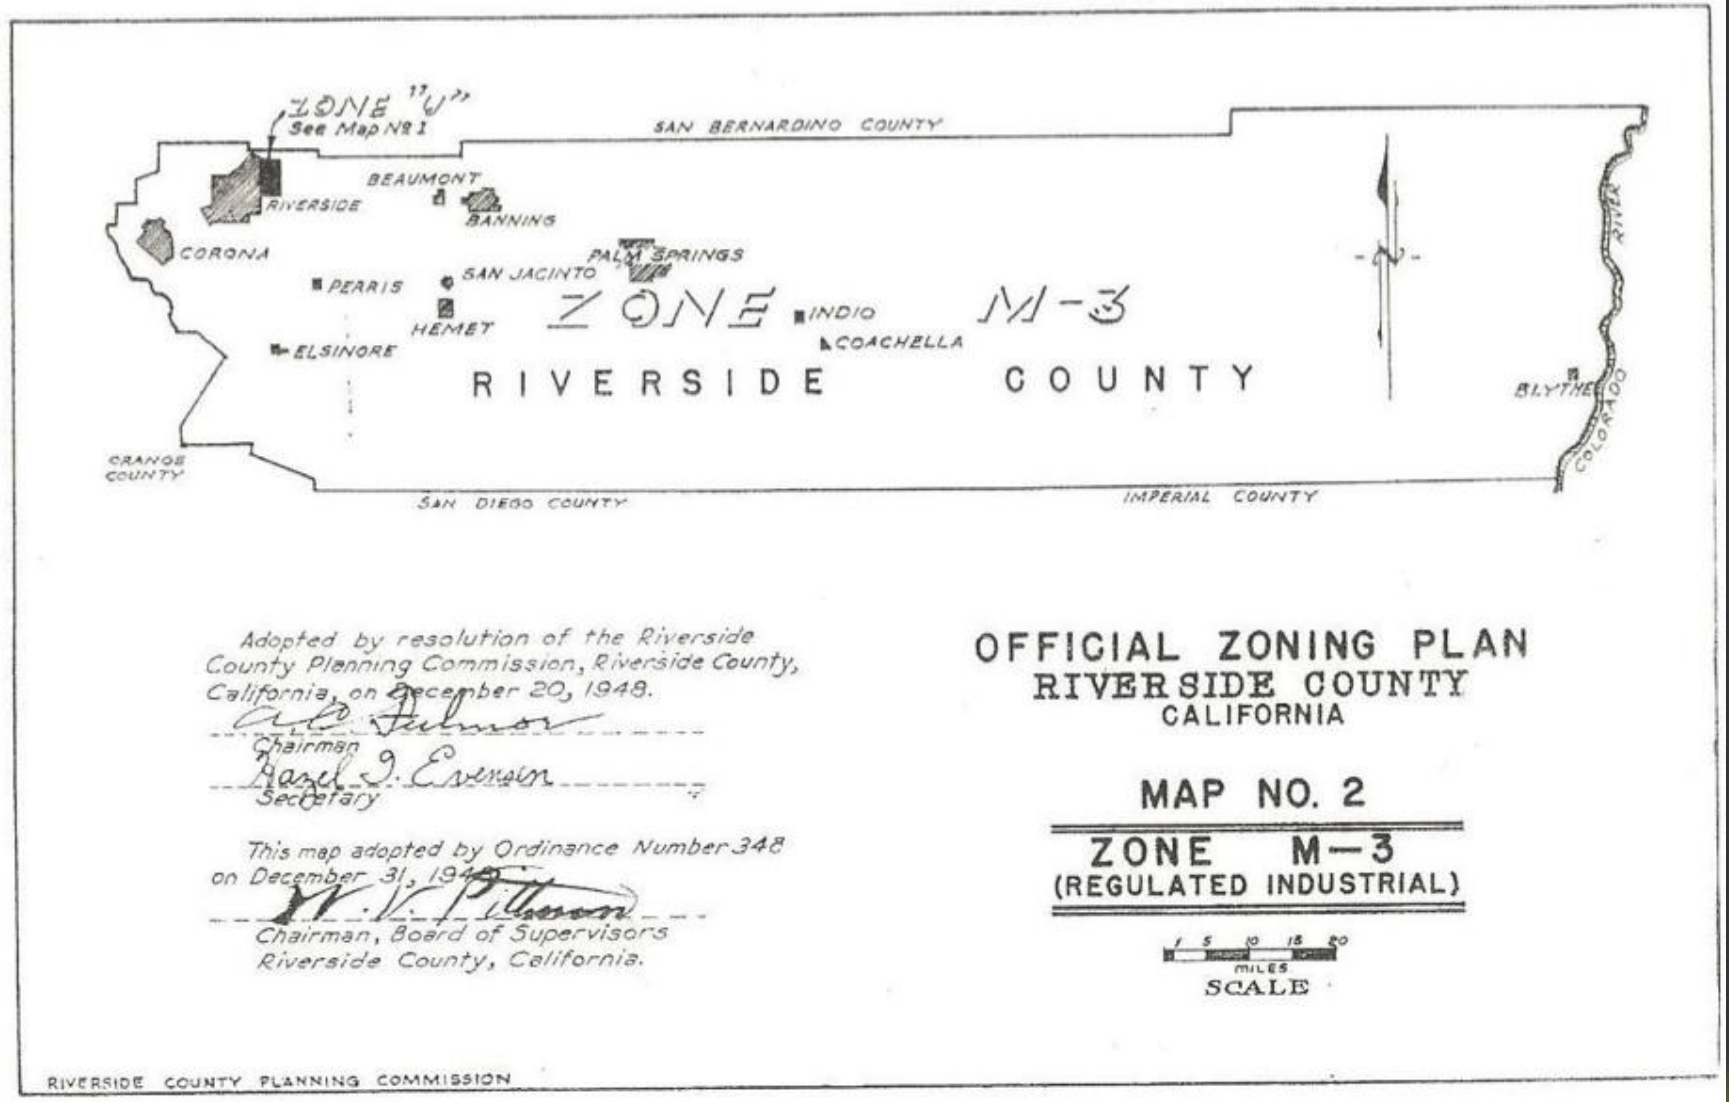 ZONE "U"
See Map No 1
SAN BERNARDINO COUNTY
BEAUMONT
RIVERSIDE
BANNING
RIVER
CORONA
PALM SPRINGS
SAN JACINTO
PERRIS
ZONE M-3
INDIO
HEMET
COACHELLA
ELSINORE
RIVERSIDE COUNTY
BLYTHE
COLORADO
ORANGE
COUNTY
SAN DIEGO COUNTY
IMPERIAL COUNTY
N
Adopted by resolution of the Riverside
County Planning Commission, Riverside County,
California, on December 20, 1948.
A.C. Fulmor
Chairman
Hazel I. Evensen
Secretary
This map adopted by Ordinance Number 348
on December 31, 1948
W. V. Pittman
Chairman, Board of Supervisors
Riverside County, California.
OFFICIAL ZONING PLAN
RIVERSIDE COUNTY
CALIFORNIA
MAP NO. 2
ZONE M-3
(REGULATED INDUSTRIAL)
1 5 10 15 20
MILES
SCALE
RIVERSIDE COUNTY PLANNING COMMISSION